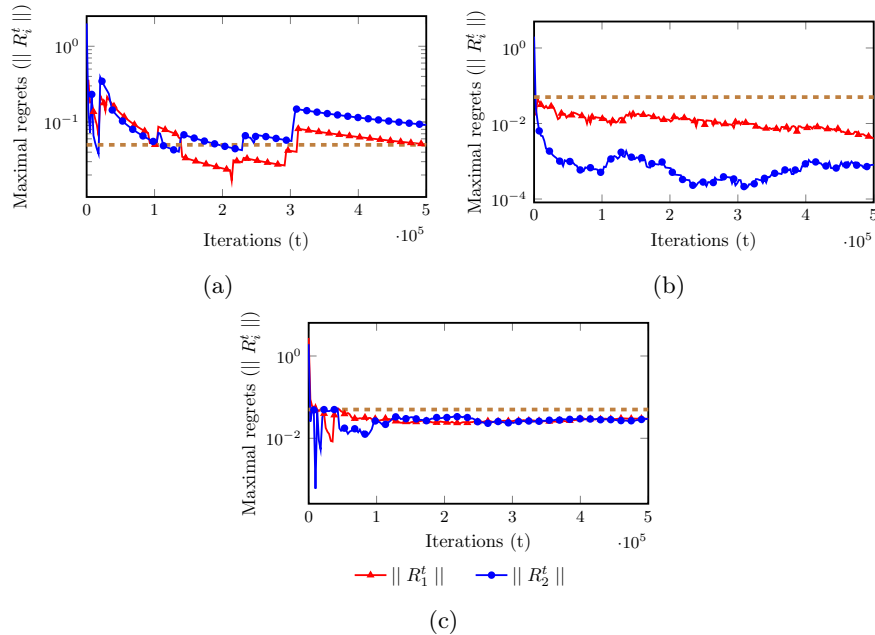 Maximal regrets (|| R_i^t ||)
10^0
10^{-1}
0 1 2 3 4 5
·10^5
Iterations (t)
(a)
Maximal regrets (|| R_i^t ||)
10^0
10^{-2}
10^{-4}
0 1 2 3 4 5
·10^5
Iterations (t)
(b)
Maximal regrets (|| R_i^t ||)
10^0
10^{-2}
0 1 2 3 4 5
·10^5
Iterations (t)
|| R_1^t || || R_2^t ||
(c)